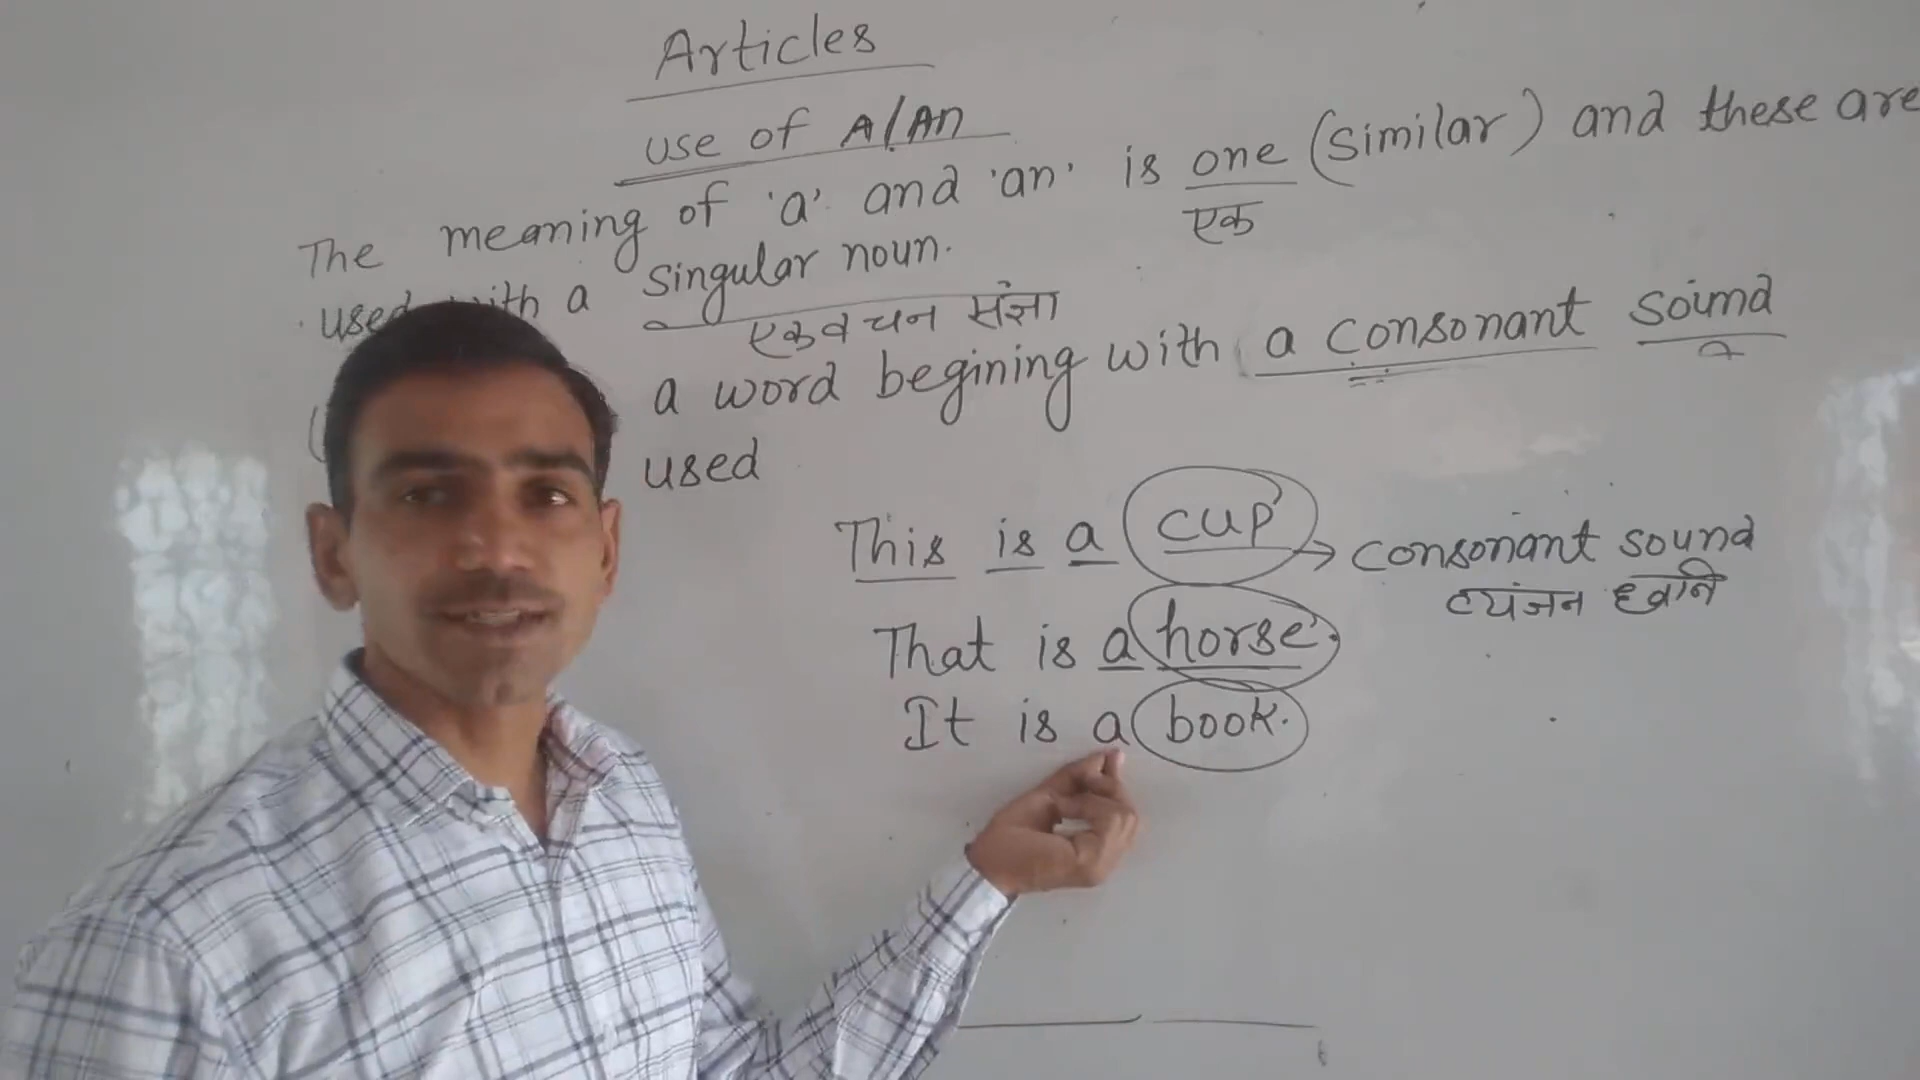 Articles
use of A/An
The meaning of 'a' and 'an' is one (Similar) and these are
एक
used with a singular noun.
एकवचन संज्ञा
a word begining with a consonant sound
used
This is a cup → consonant sound
व्यंजन ध्वनि
That is a horse.
It is a book.